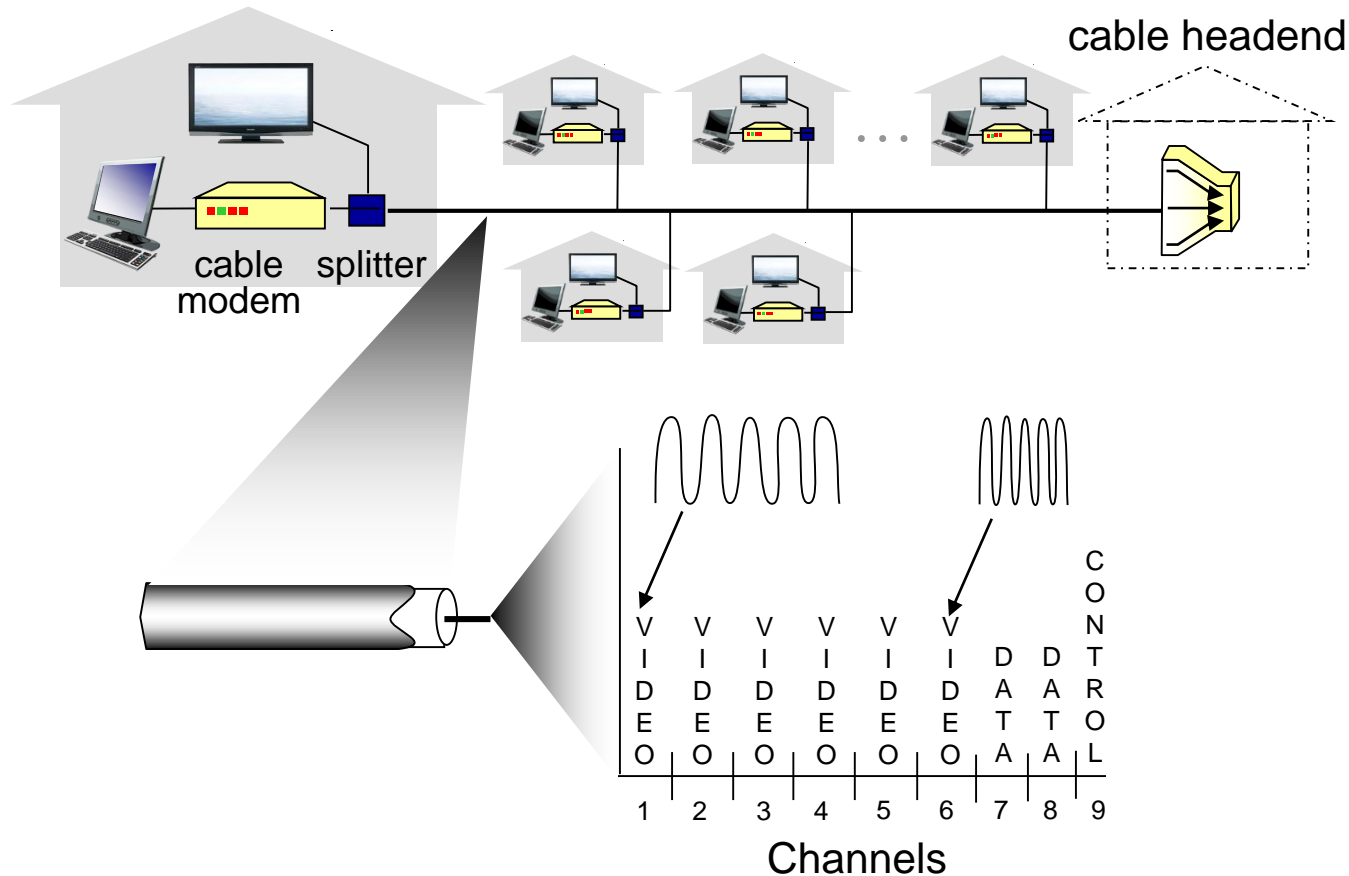 cable headend
cable
modem
splitter
VIDEO
VIDEO
VIDEO
VIDEO
VIDEO
VIDEO
DATA
DATA
CONTROL
1 2 3 4 5 6 7 8 9
Channels